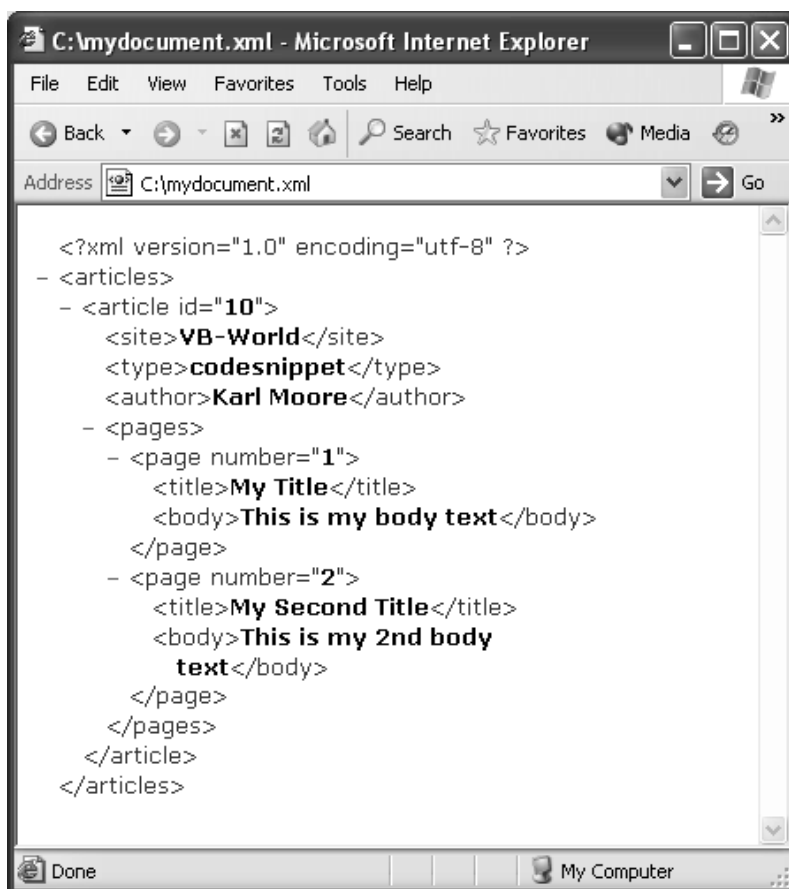 C:\mydocument.xml - Microsoft Internet Explorer
File Edit View Favorites Tools Help
Back Search Favorites Media »
Address C:\mydocument.xml Go
<?xml version="1.0" encoding="utf-8" ?>
– <articles>
– <article id="10">
<site>VB-World</site>
<type>codesnippet</type>
<author>Karl Moore</author>
– <pages>
– <page number="1">
<title>My Title</title>
<body>This is my body text</body>
</page>
– <page number="2">
<title>My Second Title</title>
<body>This is my 2nd body
text</body>
</page>
</pages>
</article>
</articles>
Done My Computer